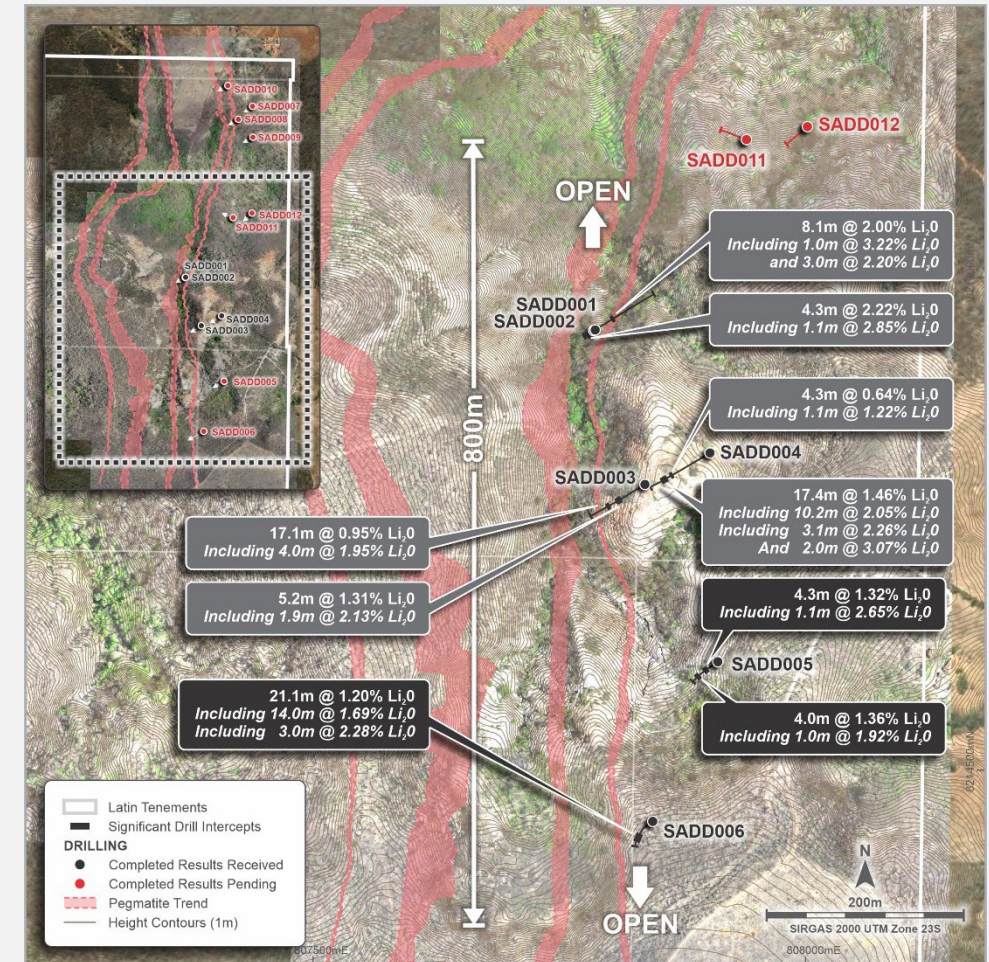 SADD010
SADD007
SADD008
SADD009
SADD012
SADD011
SADD001
SADD002
SADD004
SADD003
SADD005
SADD006
SADD012
SADD011
OPEN
8.1m @ 2.00% Li₂0
Including 1.0m @ 3.22% Li₂0
and 3.0m @ 2.20% Li₂0
SADD001
SADD002
4.3m @ 2.22% Li₂0
Including 1.1m @ 2.85% Li₂0
4.3m @ 0.64% Li₂0
Including 1.1m @ 1.22% Li₂0
800m
SADD004
SADD003
17.4m @ 1.46% Li₂0
Including 10.2m @ 2.05% Li₂0
Including 3.1m @ 2.26% Li₂0
And 2.0m @ 3.07% Li₂0
17.1m @ 0.95% Li₂0
Including 4.0m @ 1.95% Li₂0
5.2m @ 1.31% Li₂0
Including 1.9m @ 2.13% Li₂0
4.3m @ 1.32% Li₂0
Including 1.1m @ 2.65% Li₂0
SADD005
21.1m @ 1.20% Li₂0
Including 14.0m @ 1.69% Li₂0
Including 3.0m @ 2.28% Li₂0
4.0m @ 1.36% Li₂0
Including 1.0m @ 1.92% Li₂0
8214500mN
SADD006
OPEN
Latin Tenements
Significant Drill Intercepts
DRILLING
Completed Results Received
Completed Results Pending
Pegmatite Trend
Height Contours (1m)
N
200m
SIRGAS 2000 UTM Zone 23S
807500mE
808000mE